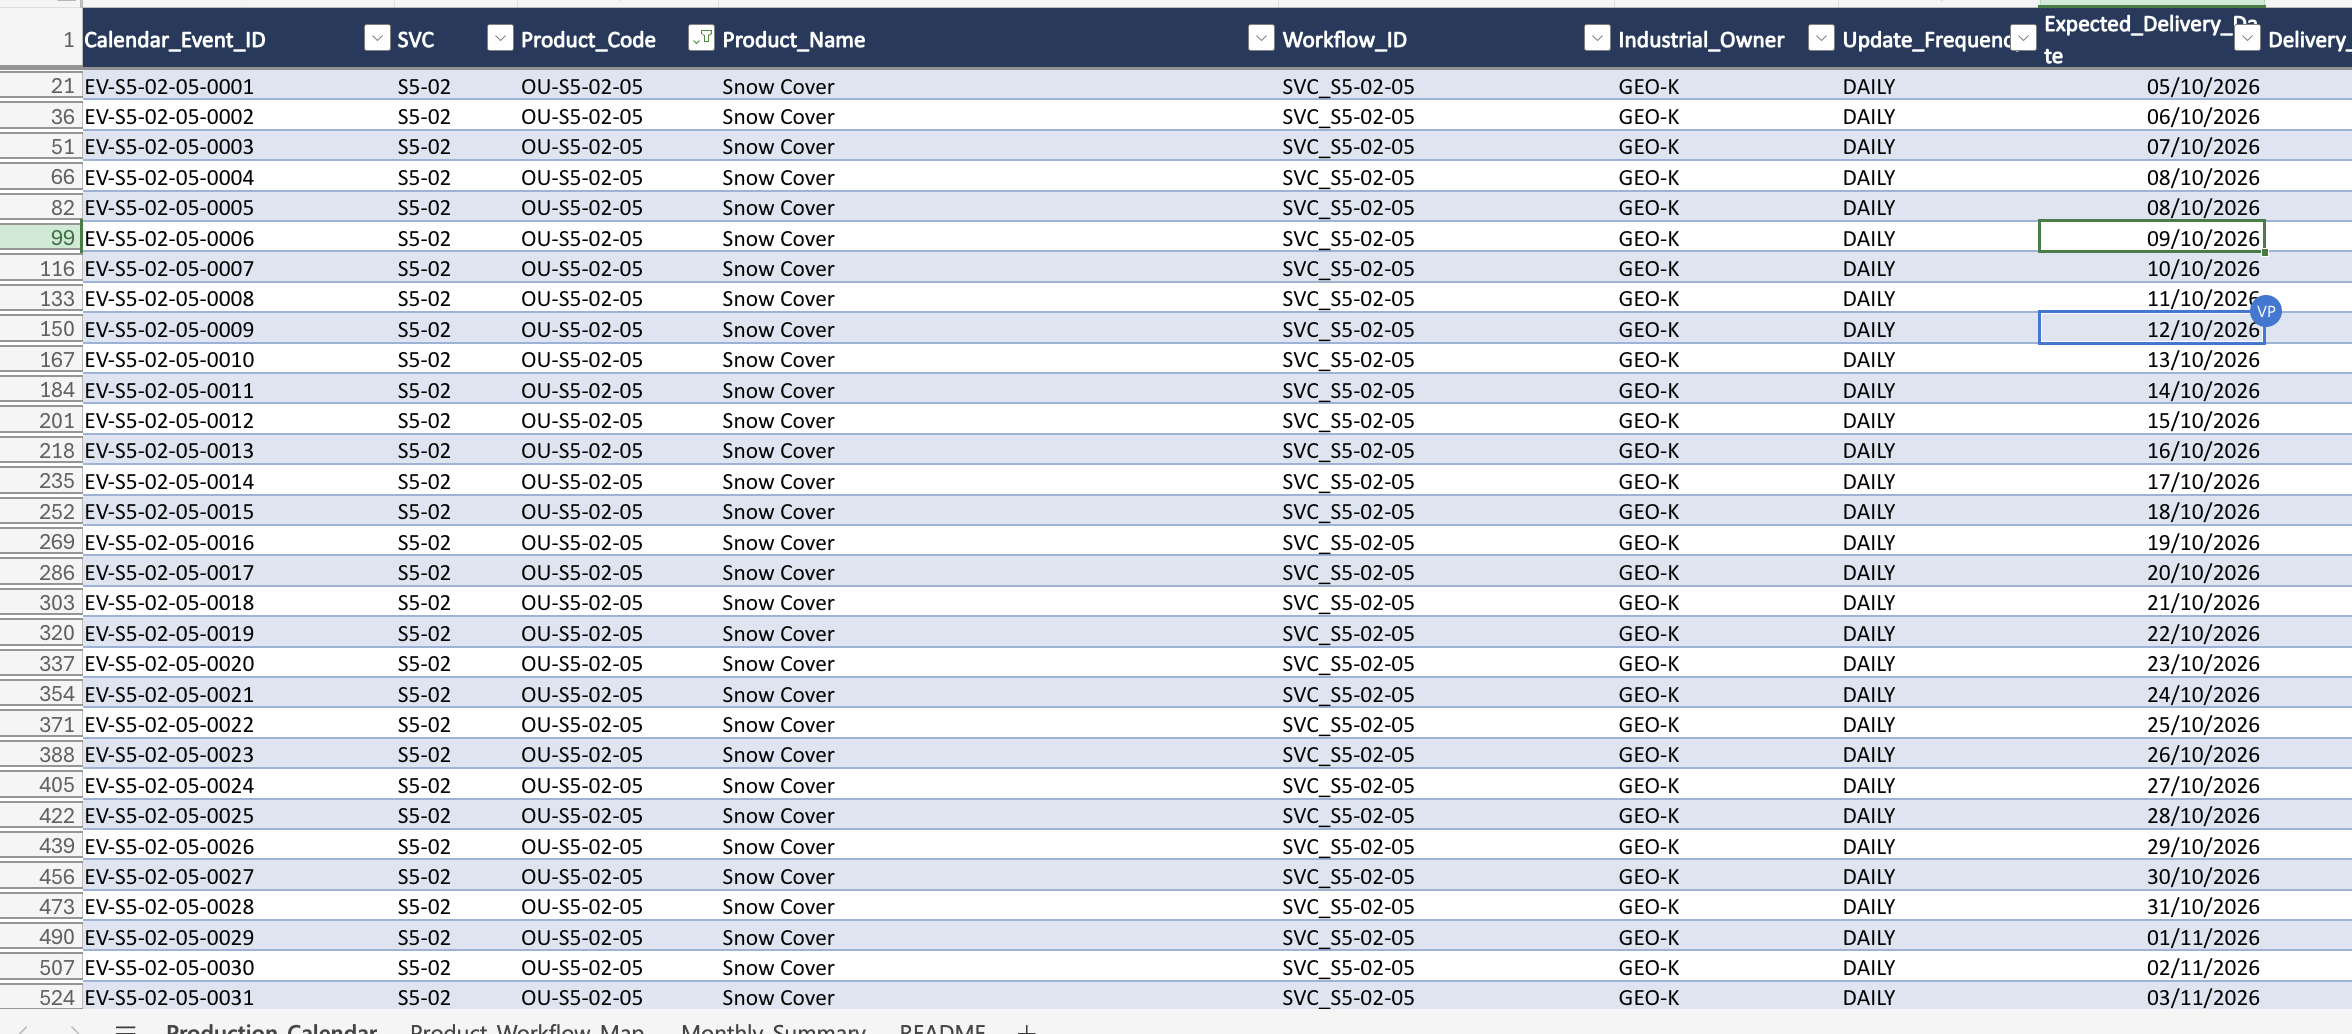 1 Calendar_Event_ID SVC Product_Code Product_Name Workflow_ID Industrial_Owner Update_Frequenc Expected_Delivery_Da te Delivery_
21 EV-S5-02-05-0001 S5-02 OU-S5-02-05 Snow Cover SVC_S5-02-05 GEO-K DAILY 05/10/2026
36 EV-S5-02-05-0002 S5-02 OU-S5-02-05 Snow Cover SVC_S5-02-05 GEO-K DAILY 06/10/2026
51 EV-S5-02-05-0003 S5-02 OU-S5-02-05 Snow Cover SVC_S5-02-05 GEO-K DAILY 07/10/2026
66 EV-S5-02-05-0004 S5-02 OU-S5-02-05 Snow Cover SVC_S5-02-05 GEO-K DAILY 08/10/2026
82 EV-S5-02-05-0005 S5-02 OU-S5-02-05 Snow Cover SVC_S5-02-05 GEO-K DAILY 08/10/2026
99 EV-S5-02-05-0006 S5-02 OU-S5-02-05 Snow Cover SVC_S5-02-05 GEO-K DAILY 09/10/2026
116 EV-S5-02-05-0007 S5-02 OU-S5-02-05 Snow Cover SVC_S5-02-05 GEO-K DAILY 10/10/2026
133 EV-S5-02-05-0008 S5-02 OU-S5-02-05 Snow Cover SVC_S5-02-05 GEO-K DAILY 11/10/2026
VP
150 EV-S5-02-05-0009 S5-02 OU-S5-02-05 Snow Cover SVC_S5-02-05 GEO-K DAILY 12/10/2026
167 EV-S5-02-05-0010 S5-02 OU-S5-02-05 Snow Cover SVC_S5-02-05 GEO-K DAILY 13/10/2026
184 EV-S5-02-05-0011 S5-02 OU-S5-02-05 Snow Cover SVC_S5-02-05 GEO-K DAILY 14/10/2026
201 EV-S5-02-05-0012 S5-02 OU-S5-02-05 Snow Cover SVC_S5-02-05 GEO-K DAILY 15/10/2026
218 EV-S5-02-05-0013 S5-02 OU-S5-02-05 Snow Cover SVC_S5-02-05 GEO-K DAILY 16/10/2026
235 EV-S5-02-05-0014 S5-02 OU-S5-02-05 Snow Cover SVC_S5-02-05 GEO-K DAILY 17/10/2026
252 EV-S5-02-05-0015 S5-02 OU-S5-02-05 Snow Cover SVC_S5-02-05 GEO-K DAILY 18/10/2026
269 EV-S5-02-05-0016 S5-02 OU-S5-02-05 Snow Cover SVC_S5-02-05 GEO-K DAILY 19/10/2026
286 EV-S5-02-05-0017 S5-02 OU-S5-02-05 Snow Cover SVC_S5-02-05 GEO-K DAILY 20/10/2026
303 EV-S5-02-05-0018 S5-02 OU-S5-02-05 Snow Cover SVC_S5-02-05 GEO-K DAILY 21/10/2026
320 EV-S5-02-05-0019 S5-02 OU-S5-02-05 Snow Cover SVC_S5-02-05 GEO-K DAILY 22/10/2026
337 EV-S5-02-05-0020 S5-02 OU-S5-02-05 Snow Cover SVC_S5-02-05 GEO-K DAILY 23/10/2026
354 EV-S5-02-05-0021 S5-02 OU-S5-02-05 Snow Cover SVC_S5-02-05 GEO-K DAILY 24/10/2026
371 EV-S5-02-05-0022 S5-02 OU-S5-02-05 Snow Cover SVC_S5-02-05 GEO-K DAILY 25/10/2026
388 EV-S5-02-05-0023 S5-02 OU-S5-02-05 Snow Cover SVC_S5-02-05 GEO-K DAILY 26/10/2026
405 EV-S5-02-05-0024 S5-02 OU-S5-02-05 Snow Cover SVC_S5-02-05 GEO-K DAILY 27/10/2026
422 EV-S5-02-05-0025 S5-02 OU-S5-02-05 Snow Cover SVC_S5-02-05 GEO-K DAILY 28/10/2026
439 EV-S5-02-05-0026 S5-02 OU-S5-02-05 Snow Cover SVC_S5-02-05 GEO-K DAILY 29/10/2026
456 EV-S5-02-05-0027 S5-02 OU-S5-02-05 Snow Cover SVC_S5-02-05 GEO-K DAILY 30/10/2026
473 EV-S5-02-05-0028 S5-02 OU-S5-02-05 Snow Cover SVC_S5-02-05 GEO-K DAILY 31/10/2026
490 EV-S5-02-05-0029 S5-02 OU-S5-02-05 Snow Cover SVC_S5-02-05 GEO-K DAILY 01/11/2026
507 EV-S5-02-05-0030 S5-02 OU-S5-02-05 Snow Cover SVC_S5-02-05 GEO-K DAILY 02/11/2026
524 EV-S5-02-05-0031 S5-02 OU-S5-02-05 Snow Cover SVC_S5-02-05 GEO-K DAILY 03/11/2026
Production_Calendar Product_Workflow_Map Monthly_Summary README +